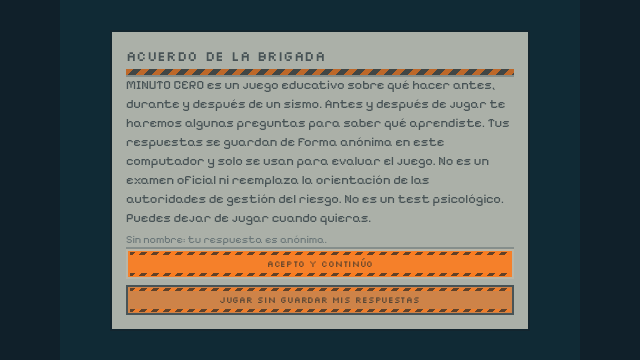 ACUERDO DE LA BRIGADA
MINUTO CERO es un juego educativo sobre qué hacer antes,
durante y después de un sismo. Antes y después de jugar te
haremos algunas preguntas para saber qué aprendiste. Tus
respuestas se guardan de forma anónima en este
computador y solo se usan para evaluar el juego. No es un
examen oficial ni reemplaza la orientación de las
autoridades de gestión del riesgo. No es un test psicológico.
Puedes dejar de jugar cuando quieras.
Sin nombre: tu respuesta es anónima.
ACEPTO Y CONTINÚO
JUGAR SIN GUARDAR MIS RESPUESTAS